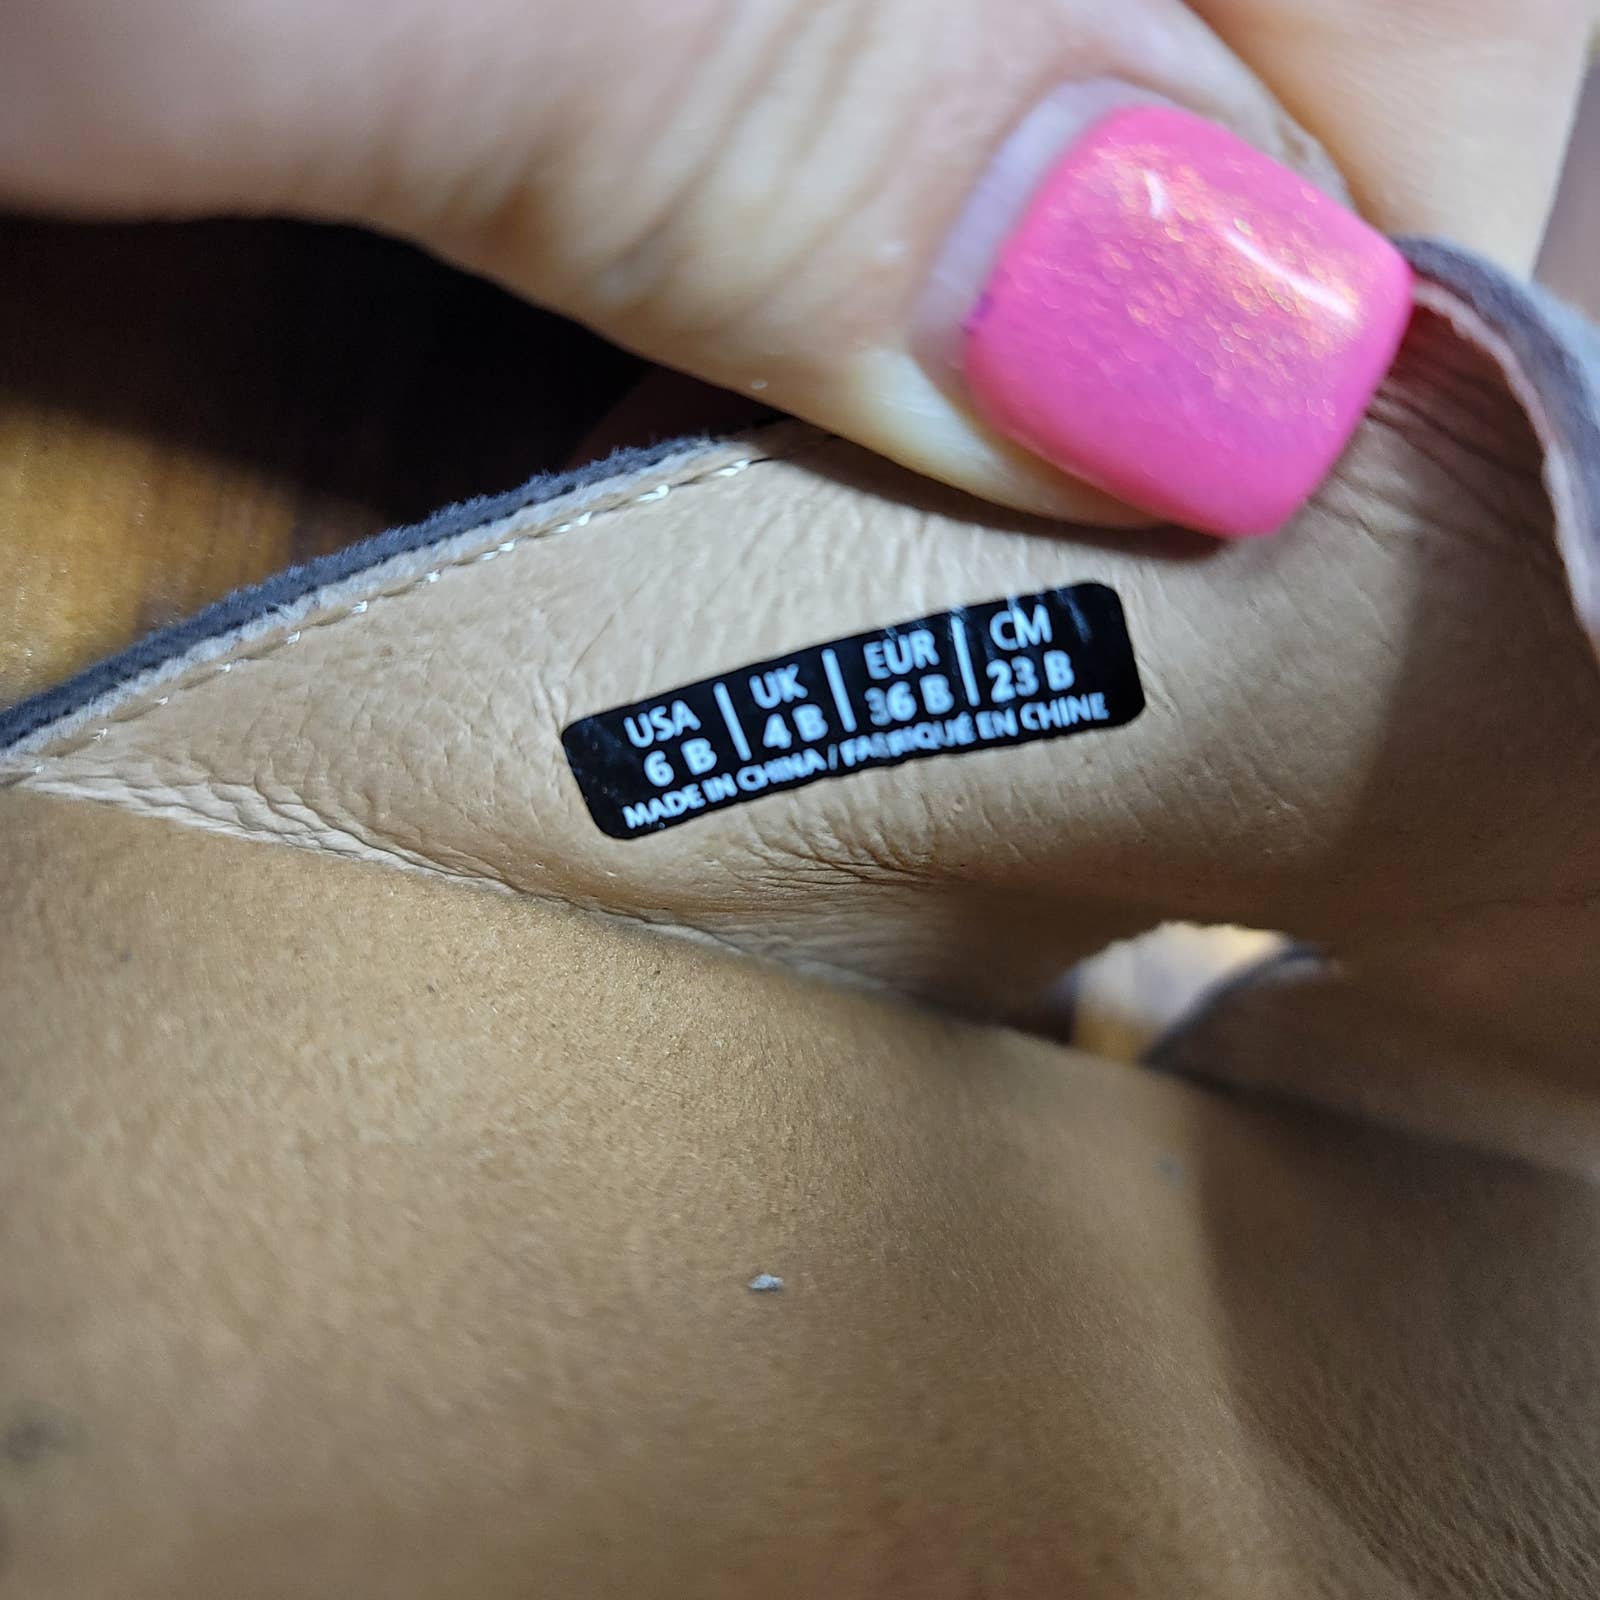 USA | UK | EUR | CM
6 B | 4 B | 36 B | 23 B
MADE IN CHINA / FABRIQUÉ EN CHINE